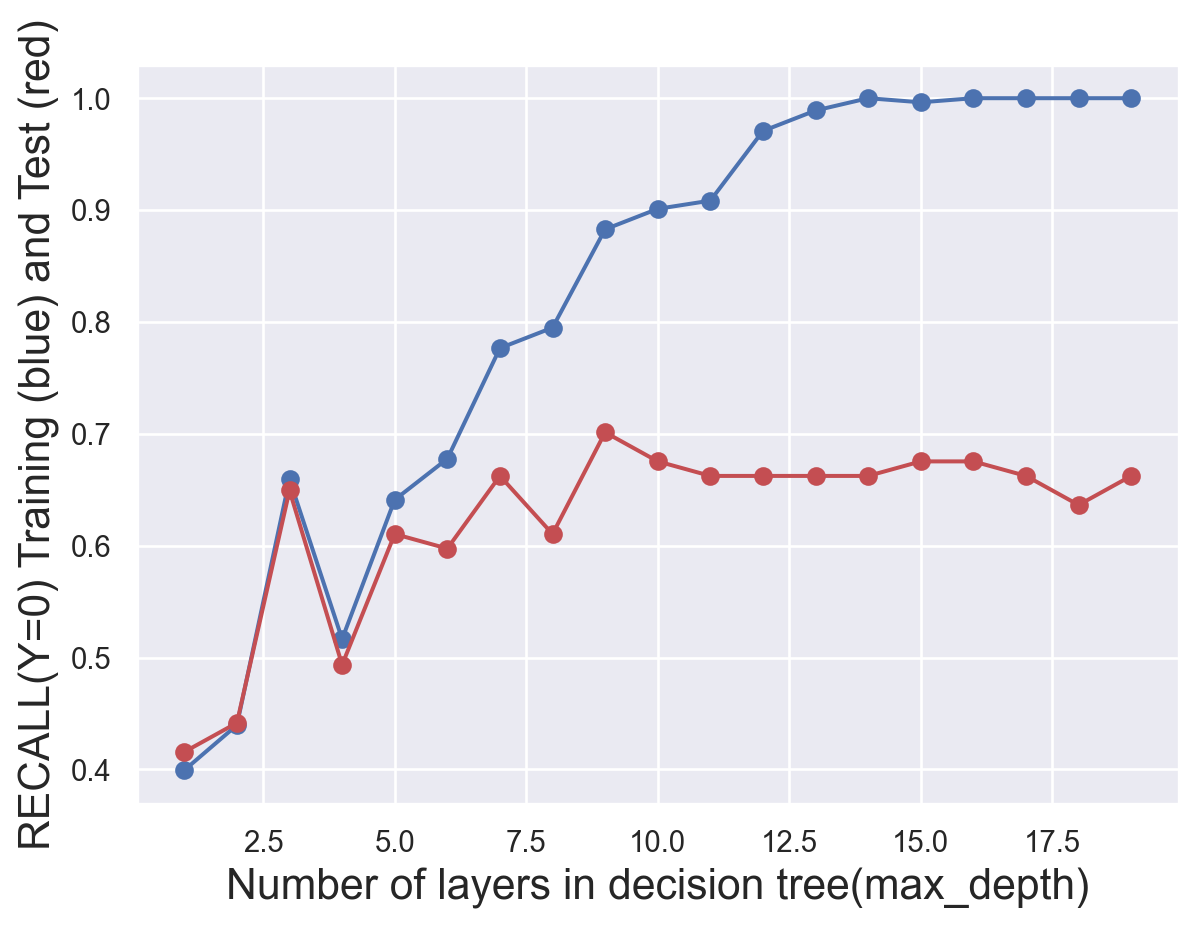 RECALL(Y=0) Training (blue) and Test (red)
1.0
0.9
0.8
0.7
0.6
0.5
0.4
2.5 5.0 7.5 10.0 12.5 15.0 17.5
Number of layers in decision tree(max_depth)